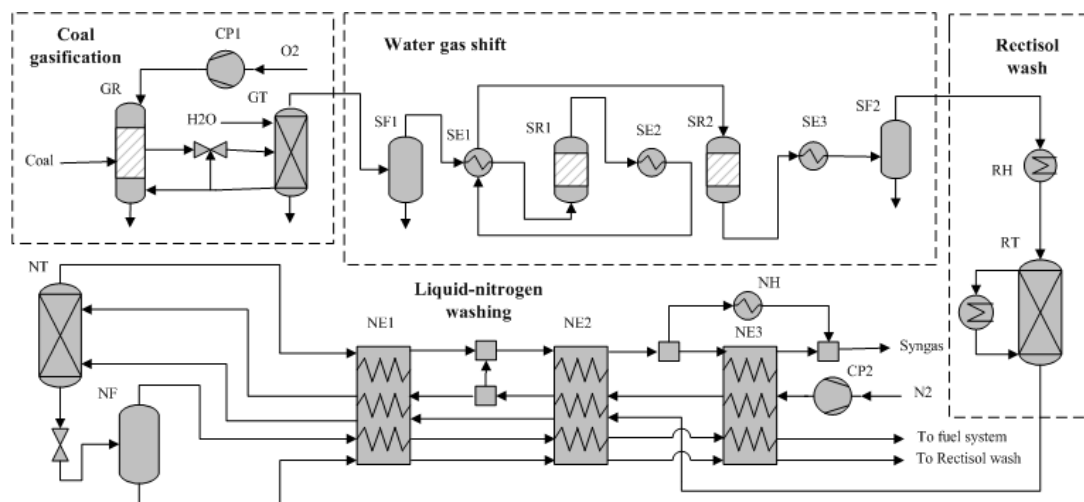 Coal
gasification
CP1
O2
GR
GT
H2O
Coal
Water gas shift
SF1
SE1
SR1
SE2
SR2
SE3
SF2
Rectisol
wash
RH
RT
NT
Liquid-nitrogen
washing
NE1
NE2
NH
NE3
Syngas
CP2
N2
NF
To fuel system
To Rectisol wash